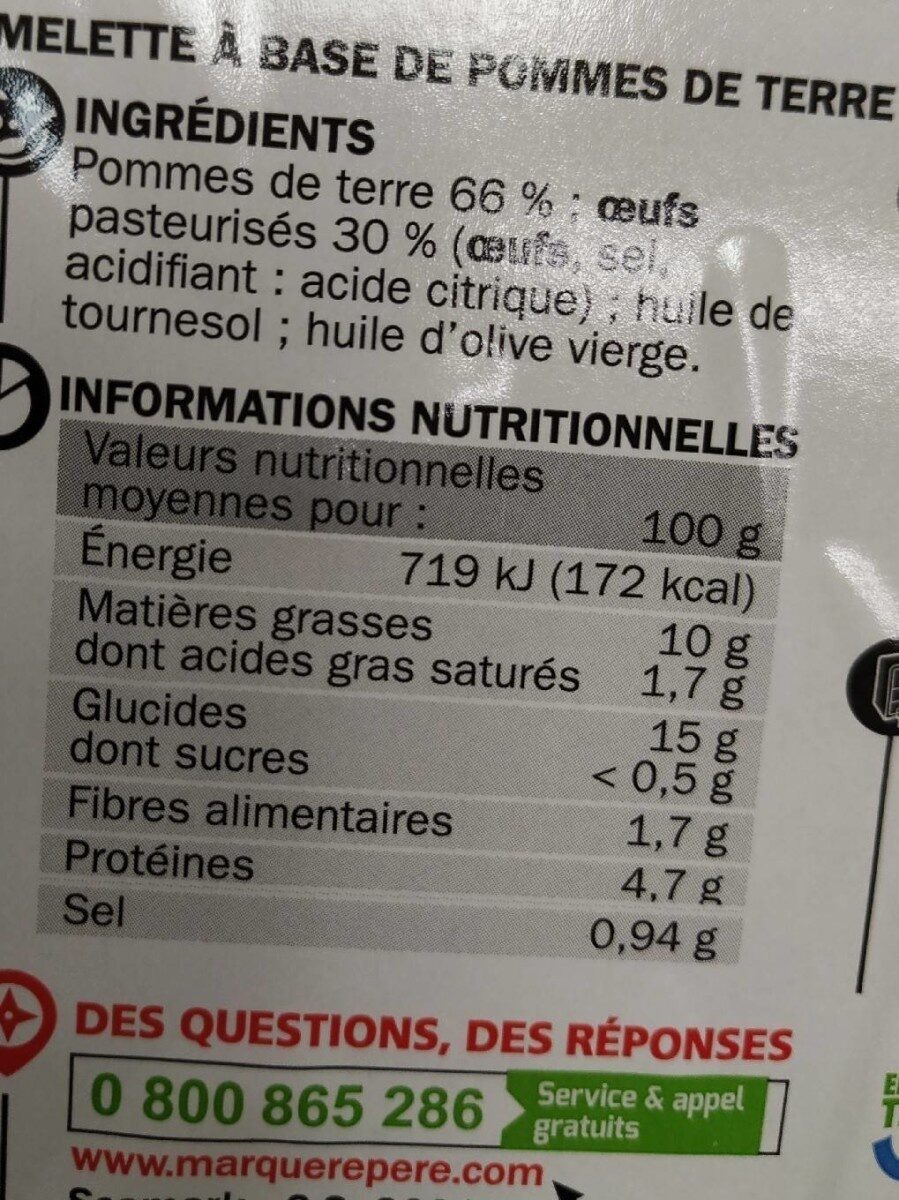 MELETTE À BASE DE POMMES DE TERRE
INGRÉDIENTS
Pommes de terre 66 % ; œufs
pasteurisés 30 % (œufs, sel,
acidifiant : acide citrique) ; huile de
tournesol ; huile d'olive vierge.
INFORMATIONS NUTRITIONNELLES
Valeurs nutritionnelles
moyennes pour : 100 g
Énergie 719 kJ (172 kcal)
Matières grasses 10 g
dont acides gras saturés 1,7 g
Glucides 15 g
dont sucres < 0,5 g
Fibres alimentaires 1,7 g
Protéines 4,7 g
Sel 0,94 g
DES QUESTIONS, DES RÉPONSES
0 800 865 286 Service & appel
gratuits
www.marquerepere.com